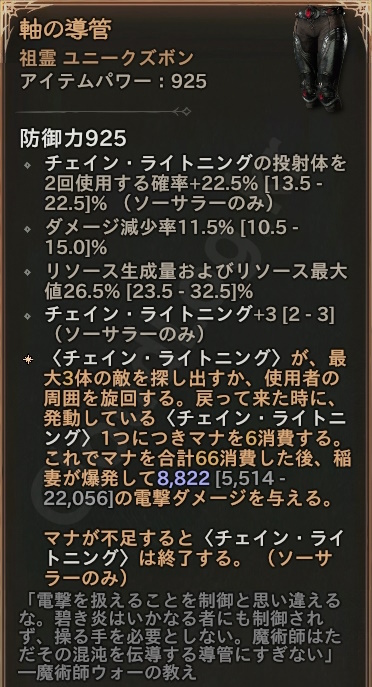 軸の導管
祖霊 ユニークズボン
アイテムパワー：925
防御力925
チェイン・ライトニングの投射体を
2回使用する確率+22.5% [13.5 -
22.5]% （ソーサラーのみ）
ダメージ減少率11.5% [10.5 -
15.0]%
リソース生成量およびリソース最大
値26.5% [23.5 - 32.5]%
チェイン・ライトニング+3 [2 - 3]
（ソーサラーのみ）
〈チェイン・ライトニング〉が、最
大3体の敵を探し出すか、使用者の
周囲を旋回する。戻って来た時に、
発動している〈チェイン・ライトニ
ング〉1つにつきマナを6消費する。
これでマナを合計66消費した後、稲
妻が爆発して8,822 [5,514 -
22,056]の電撃ダメージを与える。
マナが不足すると〈チェイン・ライ
トニング〉は終了する。 （ソーサ
ラーのみ）
「電撃を扱えることを制御と思い違える
な。碧き炎はいかなる者にも制御され
ず、操る手を必要としない。魔術師はた
だその混沌を伝導する導管にすぎない」
—魔術師ウォーの教え